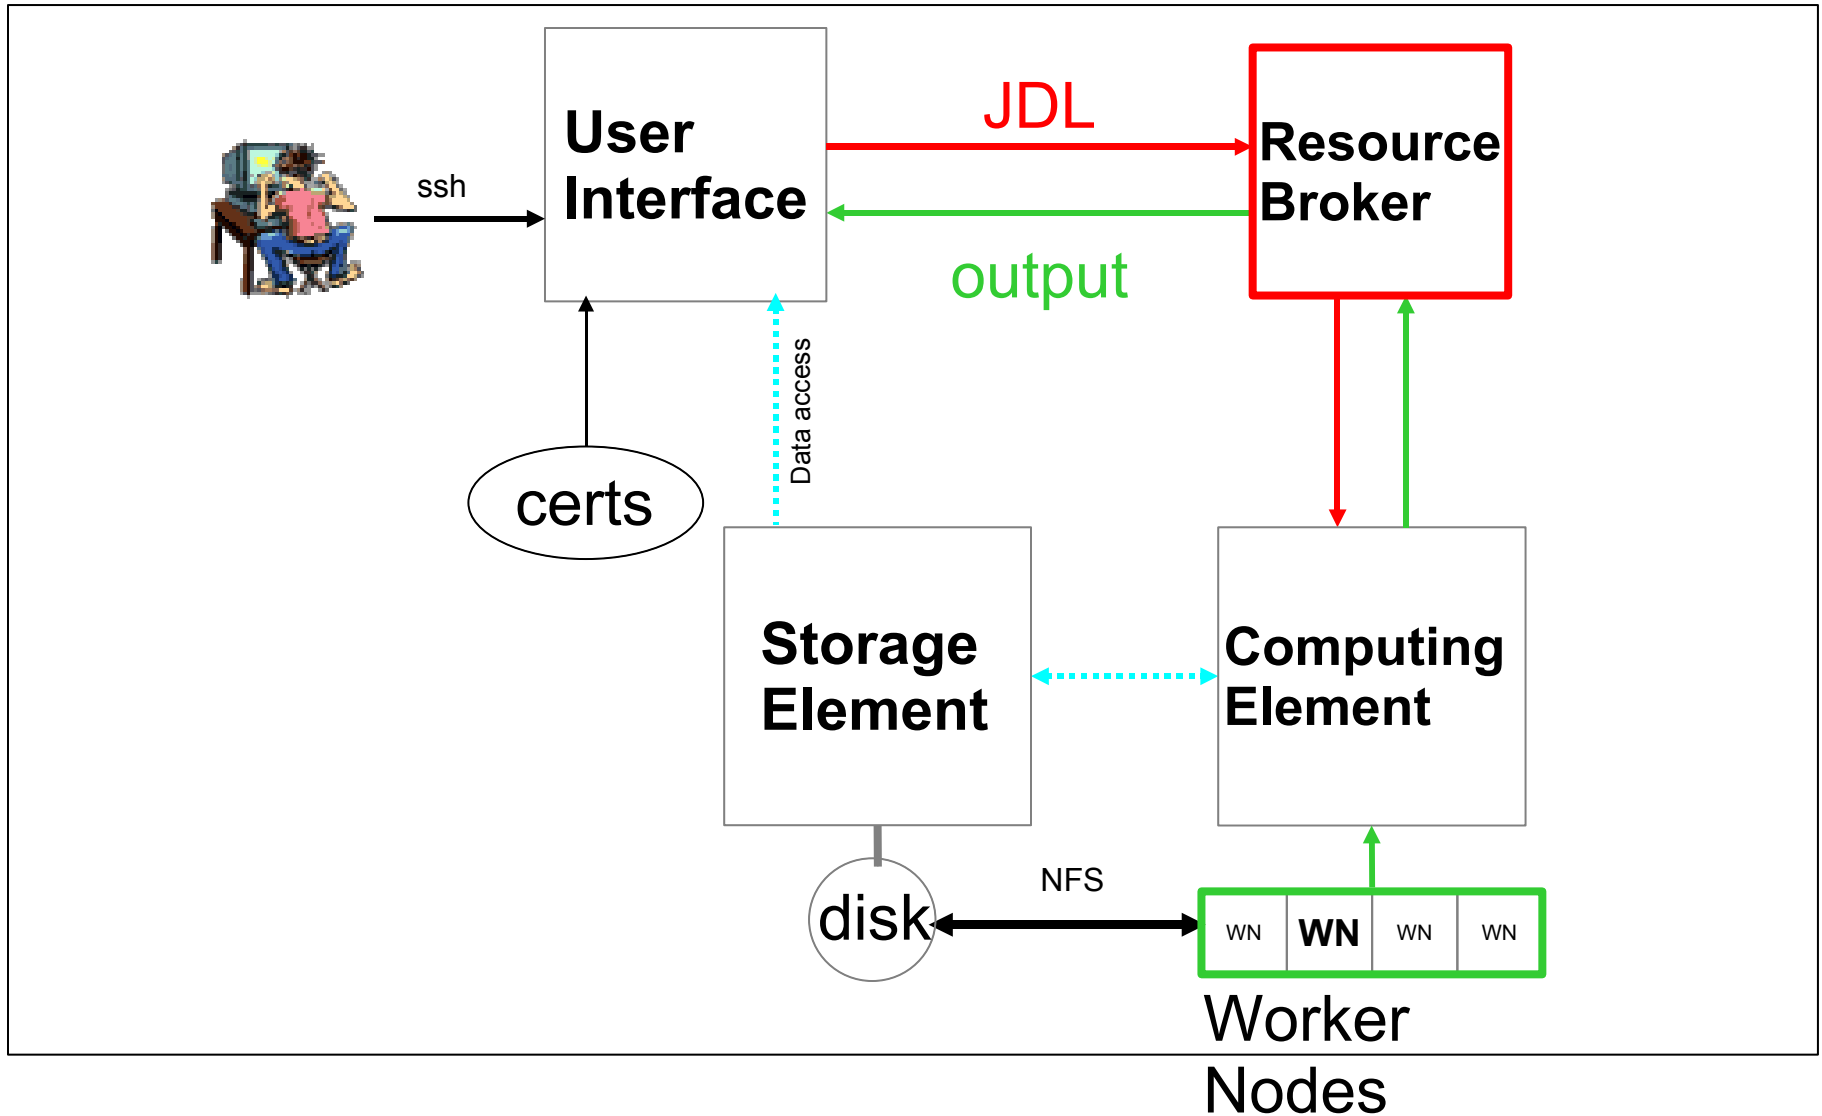 User
Interface
JDL
Resource
Broker
ssh
output
Data access
certs
Storage
Element
Computing
Element
NFS
disk
WN
WN
WN
WN
Worker
Nodes